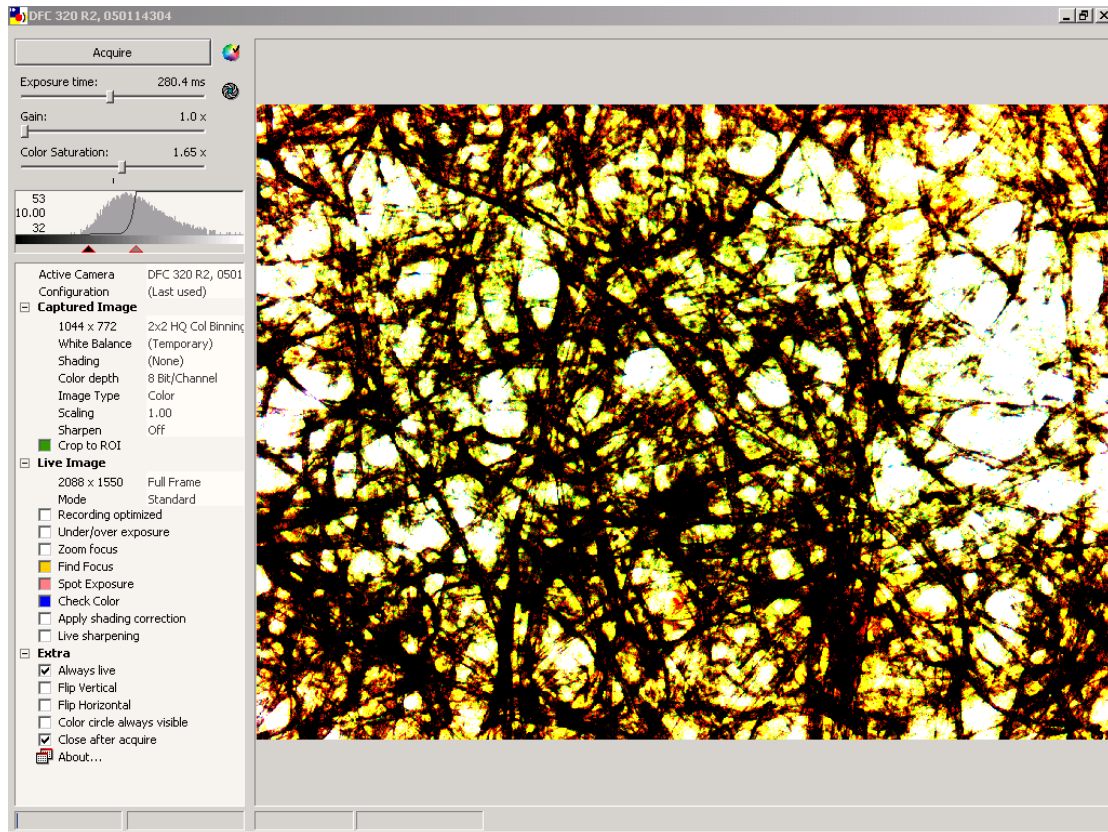 DFC 320 R2, 050114304
Acquire
Exposure time: 280.4 ms
Gain: 1.0 x
Color Saturation: 1.65 x
53
10.00
32
Active Camera DFC 320 R2, 0501
Configuration (Last used)
Captured Image
1044 x 772 2x2 HQ Col Binning
White Balance (Temporary)
Shading (None)
Color depth 8 Bit/Channel
Image Type Color
Scaling 1.00
Sharpen Off
Crop to ROI
Live Image
2088 x 1550 Full Frame
Mode Standard
Recording optimized
Under/over exposure
Zoom focus
Find Focus
Spot Exposure
Check Color
Apply shading correction
Live sharpening
Extra
Always live
Flip Vertical
Flip Horizontal
Color circle always visible
Close after acquire
About...